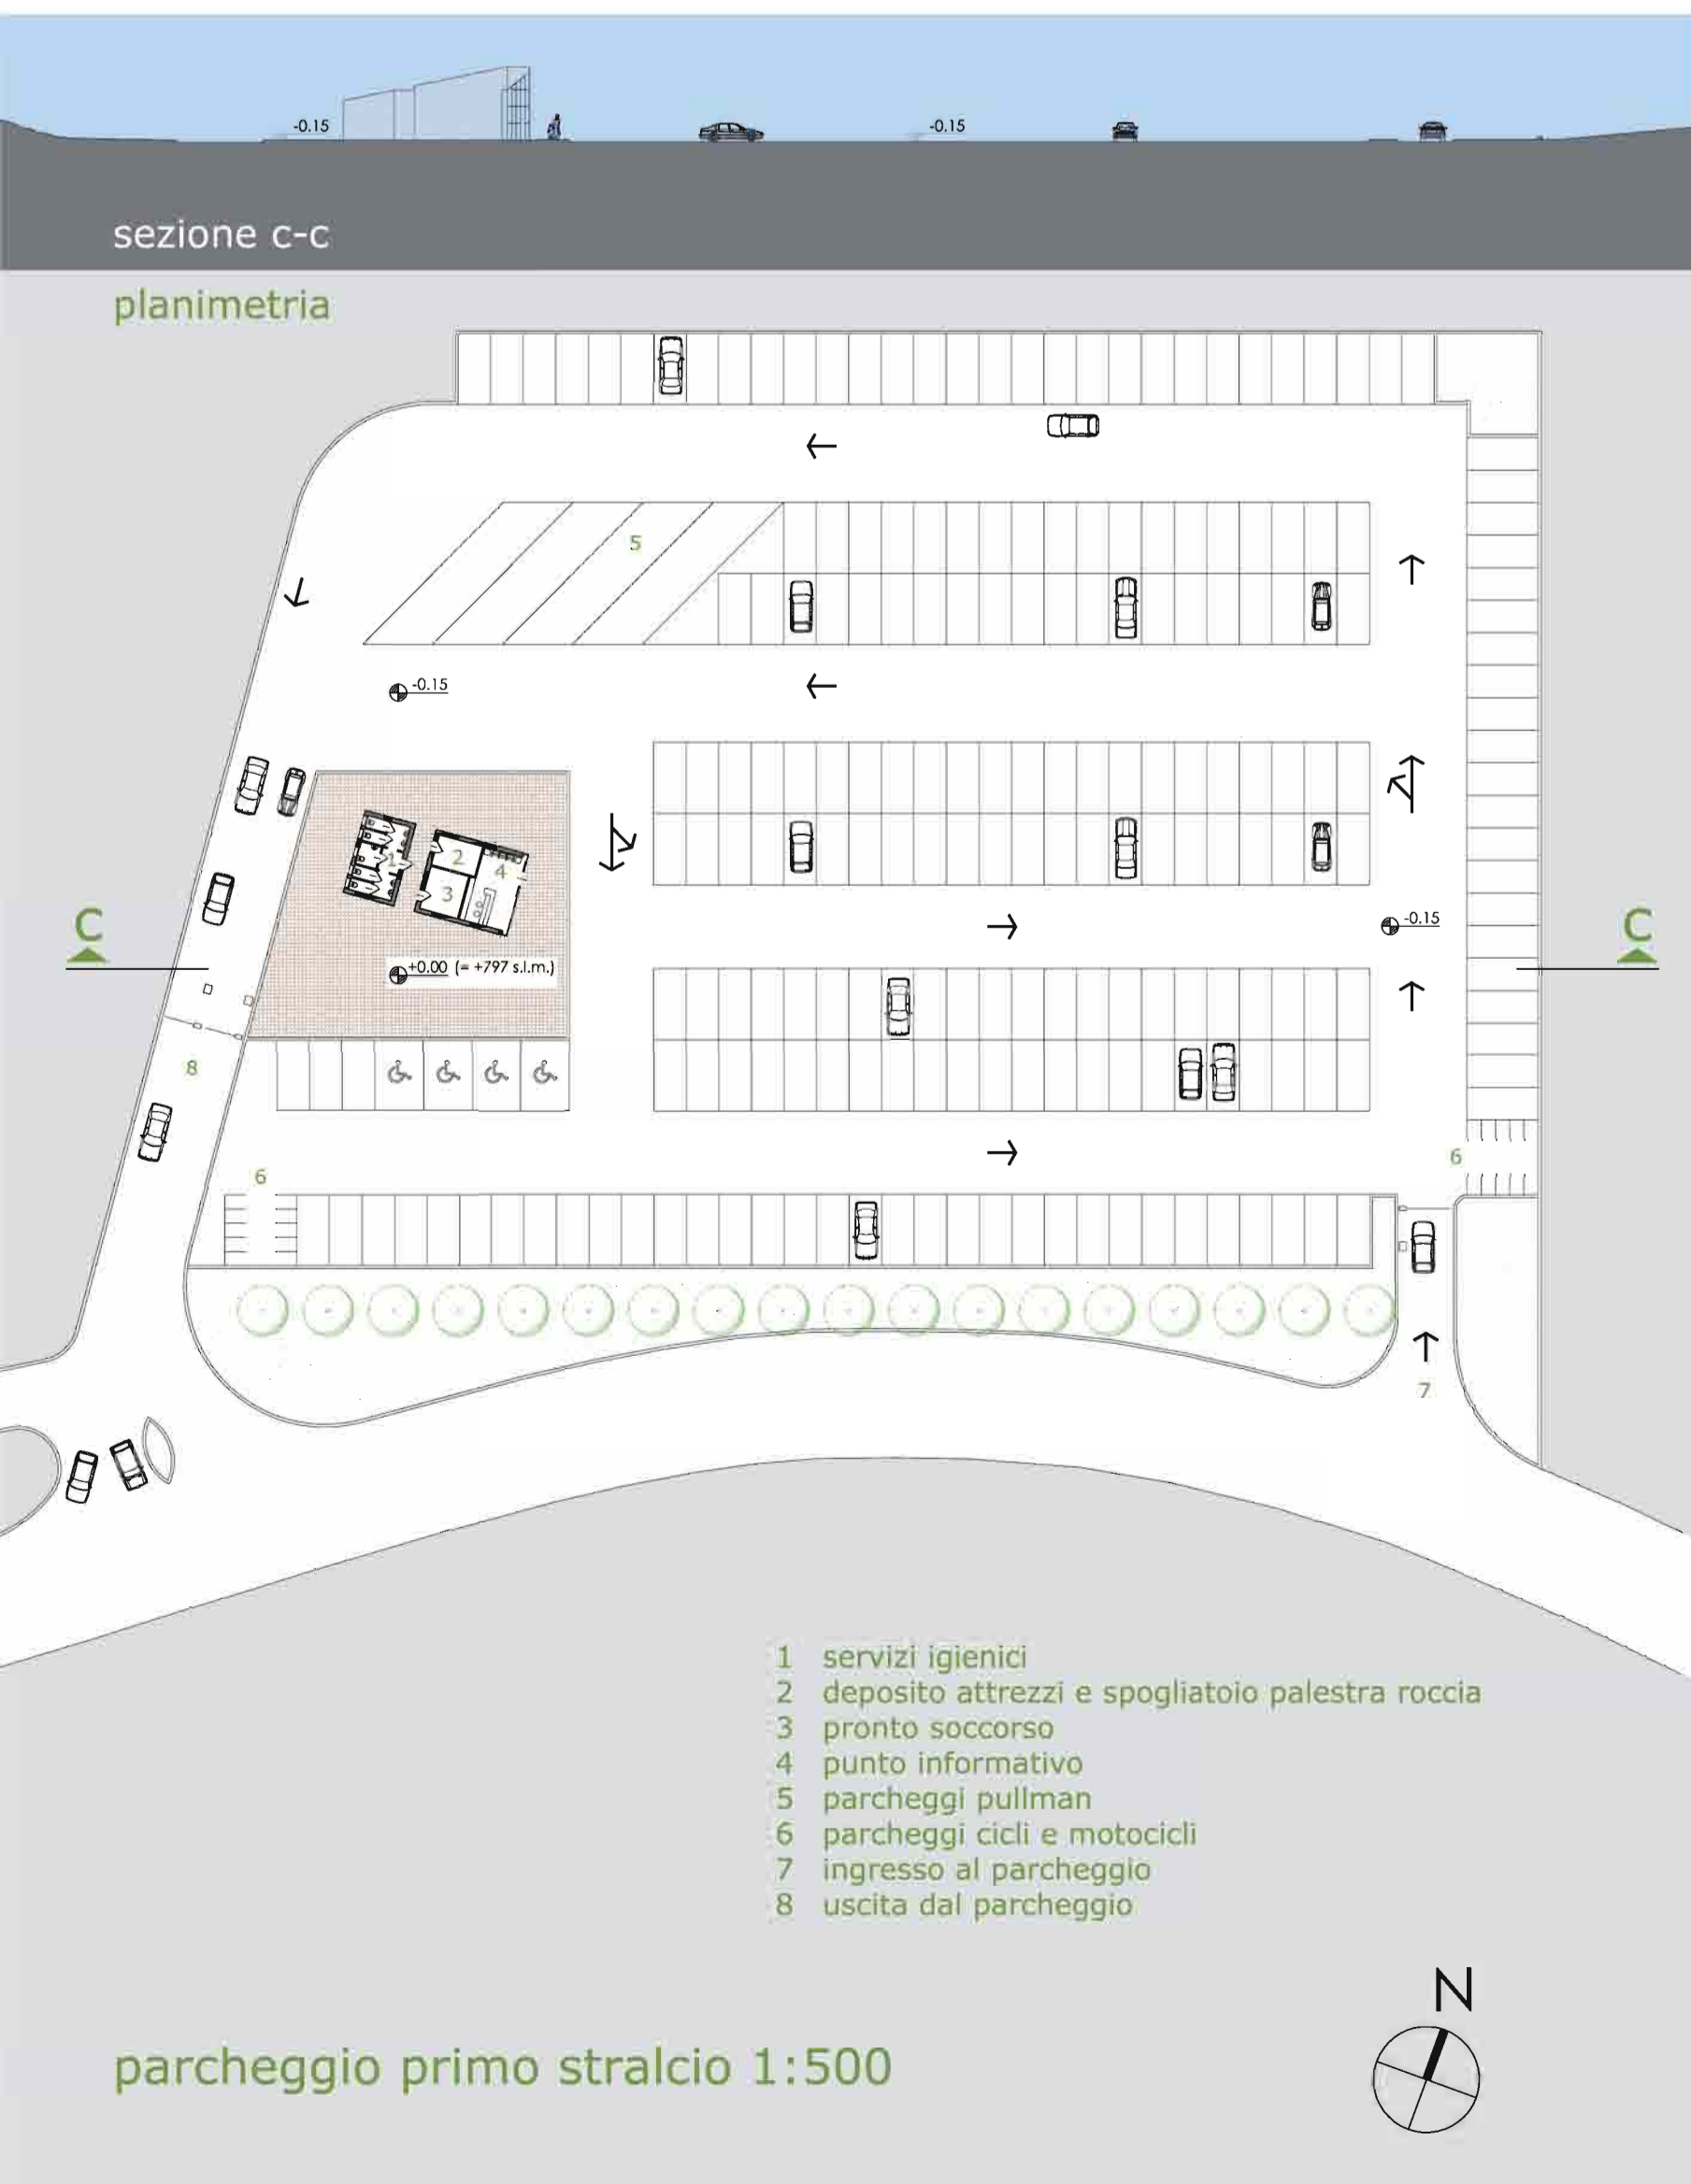 -0.15
-0.15
sezione c-c
planimetria
5
-0.15
1
2
4
3
C
-0.15
C
+0.00 (= +797 s.l.m.)
8
6
6
7
1 servizi igienici
2 deposito attrezzi e spogliatoio palestra roccia
3 pronto soccorso
4 punto informativo
5 parcheggi pullman
6 parcheggi cicli e motocicli
7 ingresso al parcheggio
8 uscita dal parcheggio
N
parcheggio primo stralcio 1:500